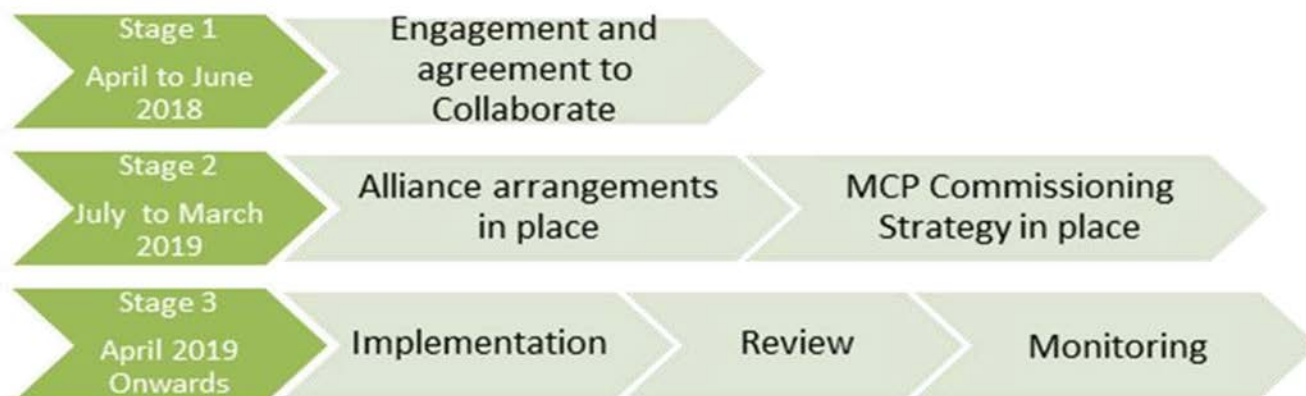 Stage 1
April to June
2018
Engagement and
agreement to
Collaborate
Stage 2
July to March
2019
Alliance arrangements
in place
MCP Commissioning
Strategy in place
Stage 3
April 2019
Onwards
Implementation
Review
Monitoring